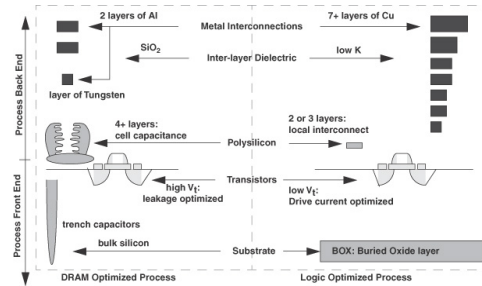 2 layers of Al
Metal Interconnections
7+ layers of Cu
SiO2
Inter-layer Dielectric
low K
layer of Tungsten
Process Back End
4+ layers:
cell capacitance
Polysilicon
2 or 3 layers:
local interconnect
Transistors
high Vt:
leakage optimized
low Vt:
Drive current optimized
Process Front End
trench capacitors
bulk silicon
Substrate
BOX: Buried Oxide layer
DRAM Optimized Process
Logic Optimized Process